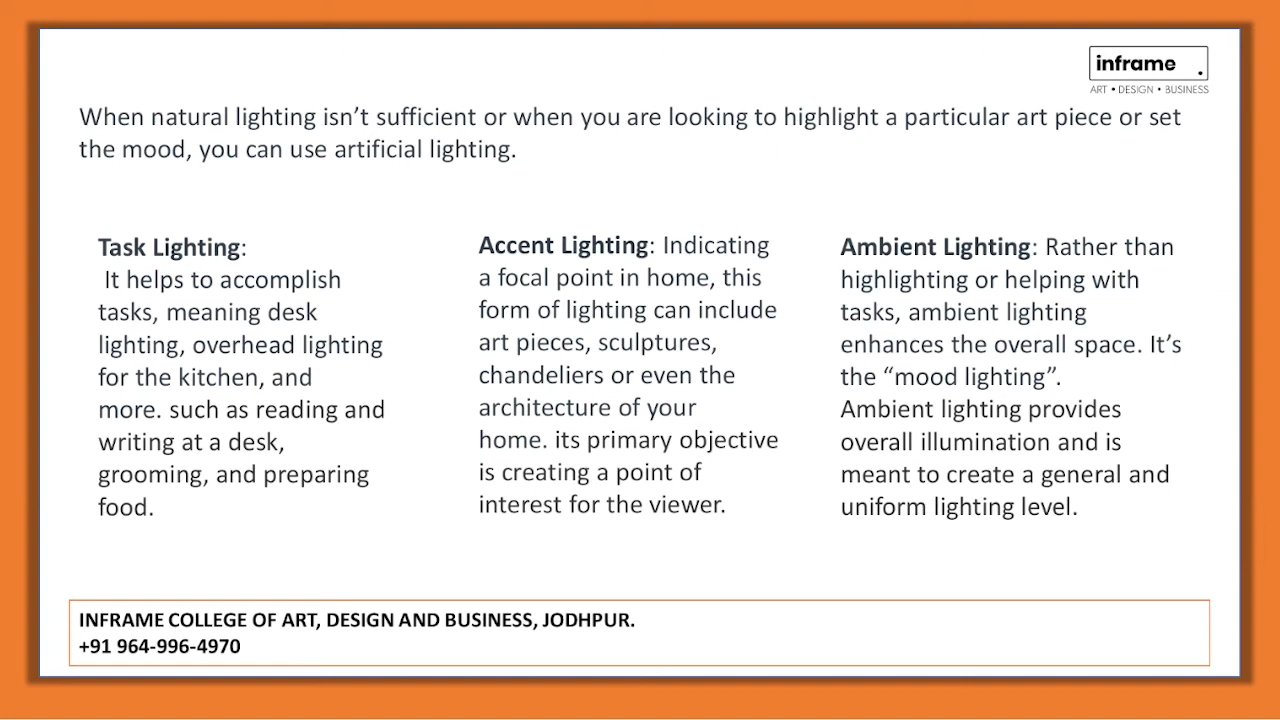 inframe.
ART • DESIGN • BUSINESS
When natural lighting isn’t sufficient or when you are looking to highlight a particular art piece or set
the mood, you can use artificial lighting.
Task Lighting:
It helps to accomplish
tasks, meaning desk
lighting, overhead lighting
for the kitchen, and
more. such as reading and
writing at a desk,
grooming, and preparing
food.
Accent Lighting: Indicating
a focal point in home, this
form of lighting can include
art pieces, sculptures,
chandeliers or even the
architecture of your
home. its primary objective
is creating a point of
interest for the viewer.
Ambient Lighting: Rather than
highlighting or helping with
tasks, ambient lighting
enhances the overall space. It’s
the “mood lighting”.
Ambient lighting provides
overall illumination and is
meant to create a general and
uniform lighting level.
INFRAME COLLEGE OF ART, DESIGN AND BUSINESS, JODHPUR.
+91 964-996-4970